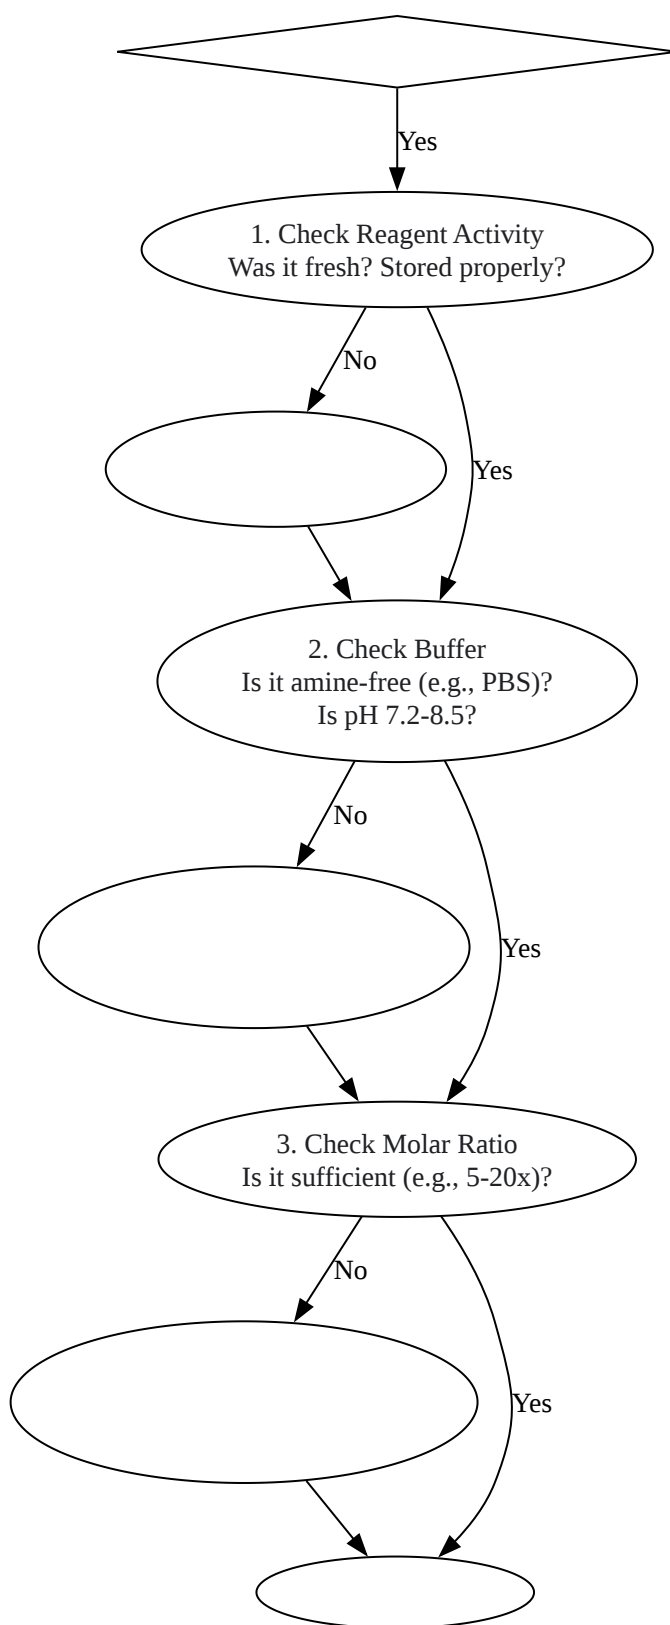 Yes
1. Check Reagent Activity
Was it fresh? Stored properly?
No
Yes
2. Check Buffer
Is it amine-free (e.g., PBS)?
Is pH 7.2-8.5?
No
Yes
3. Check Molar Ratio
Is it sufficient (e.g., 5-20x)?
No
Yes